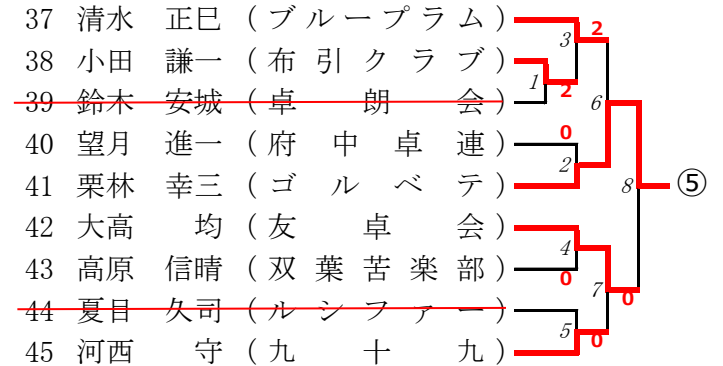 37 清水 正巳 (ブループラム) 3 2
38 小田 謙一 (布引クラブ) 1 2
39 鈴木 安城 (卓朗会) 6
40 望月 進一 (府中卓連) 0
41 栗林 幸三 (ゴルベテ) 2 8 ⑤
42 大高 均 (友卓会) 4
43 高原 信晴 (双葉苦楽部) 0 7 0
44 夏目 久司 (ルシファー) 5
45 河西 守 (九十九) 0